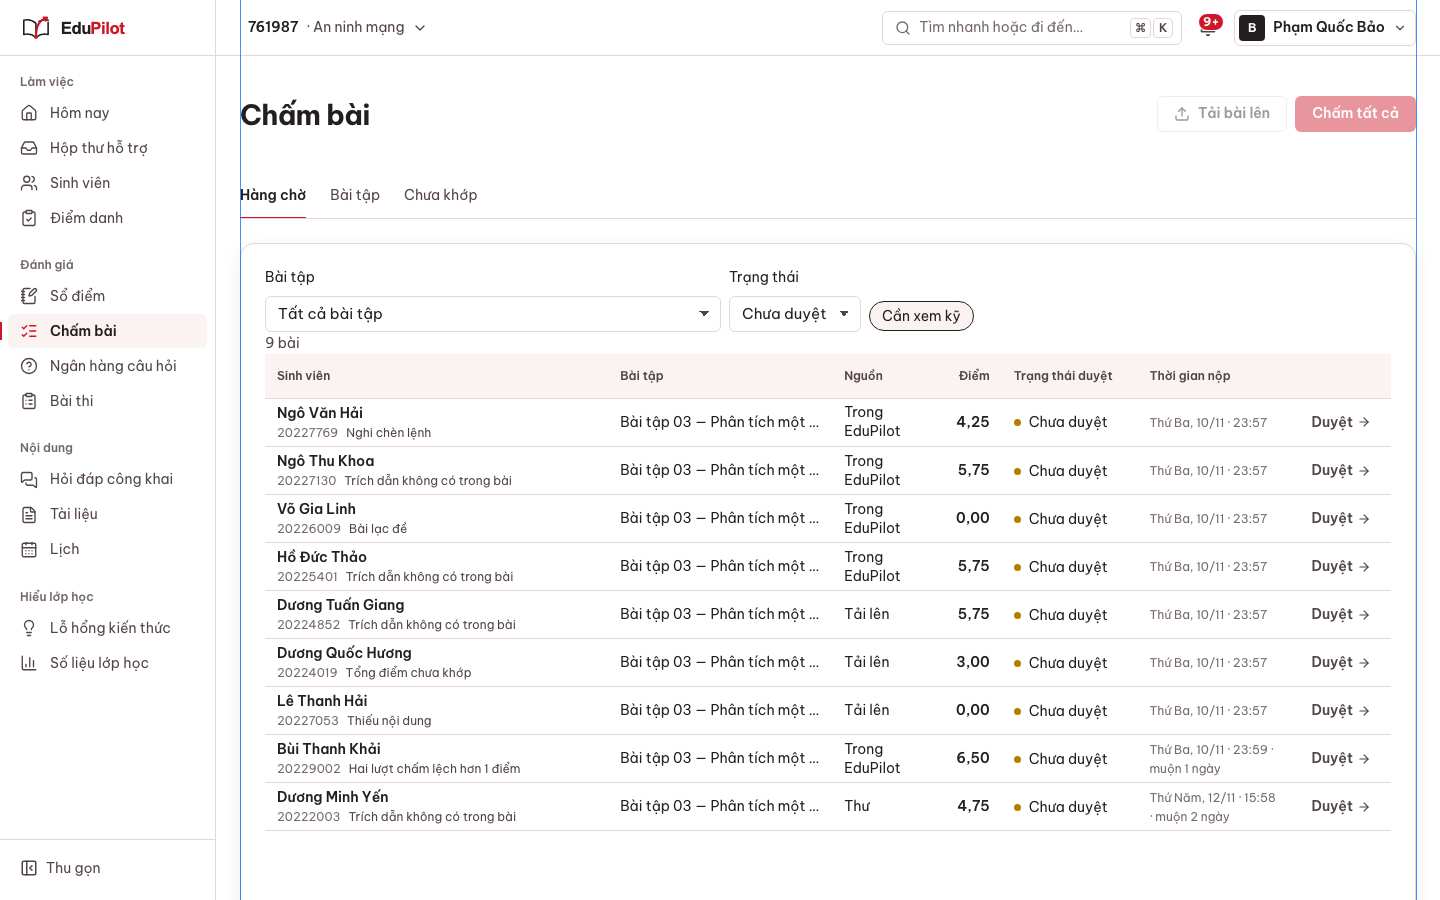 EduPilot
761987 · An ninh mạng
Tìm nhanh hoặc đi đến...
⌘ K
9+
B Phạm Quốc Bảo
Làm việc
Hôm nay
Hộp thư hỗ trợ
Sinh viên
Điểm danh
Đánh giá
Sổ điểm
Chấm bài
Ngân hàng câu hỏi
Bài thi
Nội dung
Hỏi đáp công khai
Tài liệu
Lịch
Hiểu lớp học
Lỗ hổng kiến thức
Số liệu lớp học
Thu gọn
Chấm bài
Tải bài lên
Chấm tất cả
Hàng chờ Bài tập Chưa khớp
Bài tập Trạng thái
Tất cả bài tập Chưa duyệt Cần xem kỹ
9 bài
Sinh viên Bài tập Nguồn Điểm Trạng thái duyệt Thời gian nộp
Ngô Văn Hải
20227769 Nghi chèn lệnh
Bài tập 03 — Phân tích một ...
Trong
EduPilot
4,25 Chưa duyệt Thứ Ba, 10/11 · 23:57 Duyệt →
Ngô Thu Khoa
20227130 Trích dẫn không có trong bài
Bài tập 03 — Phân tích một ...
Trong
EduPilot
5,75 Chưa duyệt Thứ Ba, 10/11 · 23:57 Duyệt →
Võ Gia Linh
20226009 Bài lạc đề
Bài tập 03 — Phân tích một ...
Trong
EduPilot
0,00 Chưa duyệt Thứ Ba, 10/11 · 23:57 Duyệt →
Hồ Đức Thảo
20225401 Trích dẫn không có trong bài
Bài tập 03 — Phân tích một ...
Trong
EduPilot
5,75 Chưa duyệt Thứ Ba, 10/11 · 23:57 Duyệt →
Dương Tuấn Giang
20224852 Trích dẫn không có trong bài
Bài tập 03 — Phân tích một ... Tải lên 5,75 Chưa duyệt Thứ Ba, 10/11 · 23:57 Duyệt →
Dương Quốc Hương
20224019 Tổng điểm chưa khớp
Bài tập 03 — Phân tích một ... Tải lên 3,00 Chưa duyệt Thứ Ba, 10/11 · 23:57 Duyệt →
Lê Thanh Hải
20227053 Thiếu nội dung
Bài tập 03 — Phân tích một ... Tải lên 0,00 Chưa duyệt Thứ Ba, 10/11 · 23:57 Duyệt →
Bùi Thanh Khải
20229002 Hai lượt chấm lệch hơn 1 điểm
Bài tập 03 — Phân tích một ...
Trong
EduPilot
6,50 Chưa duyệt
Thứ Ba, 10/11 · 23:59 ·
muộn 1 ngày
Duyệt →
Dương Minh Yến
20222003 Trích dẫn không có trong bài
Bài tập 03 — Phân tích một ... Thư 4,75 Chưa duyệt
Thứ Năm, 12/11 · 15:58
· muộn 2 ngày
Duyệt →